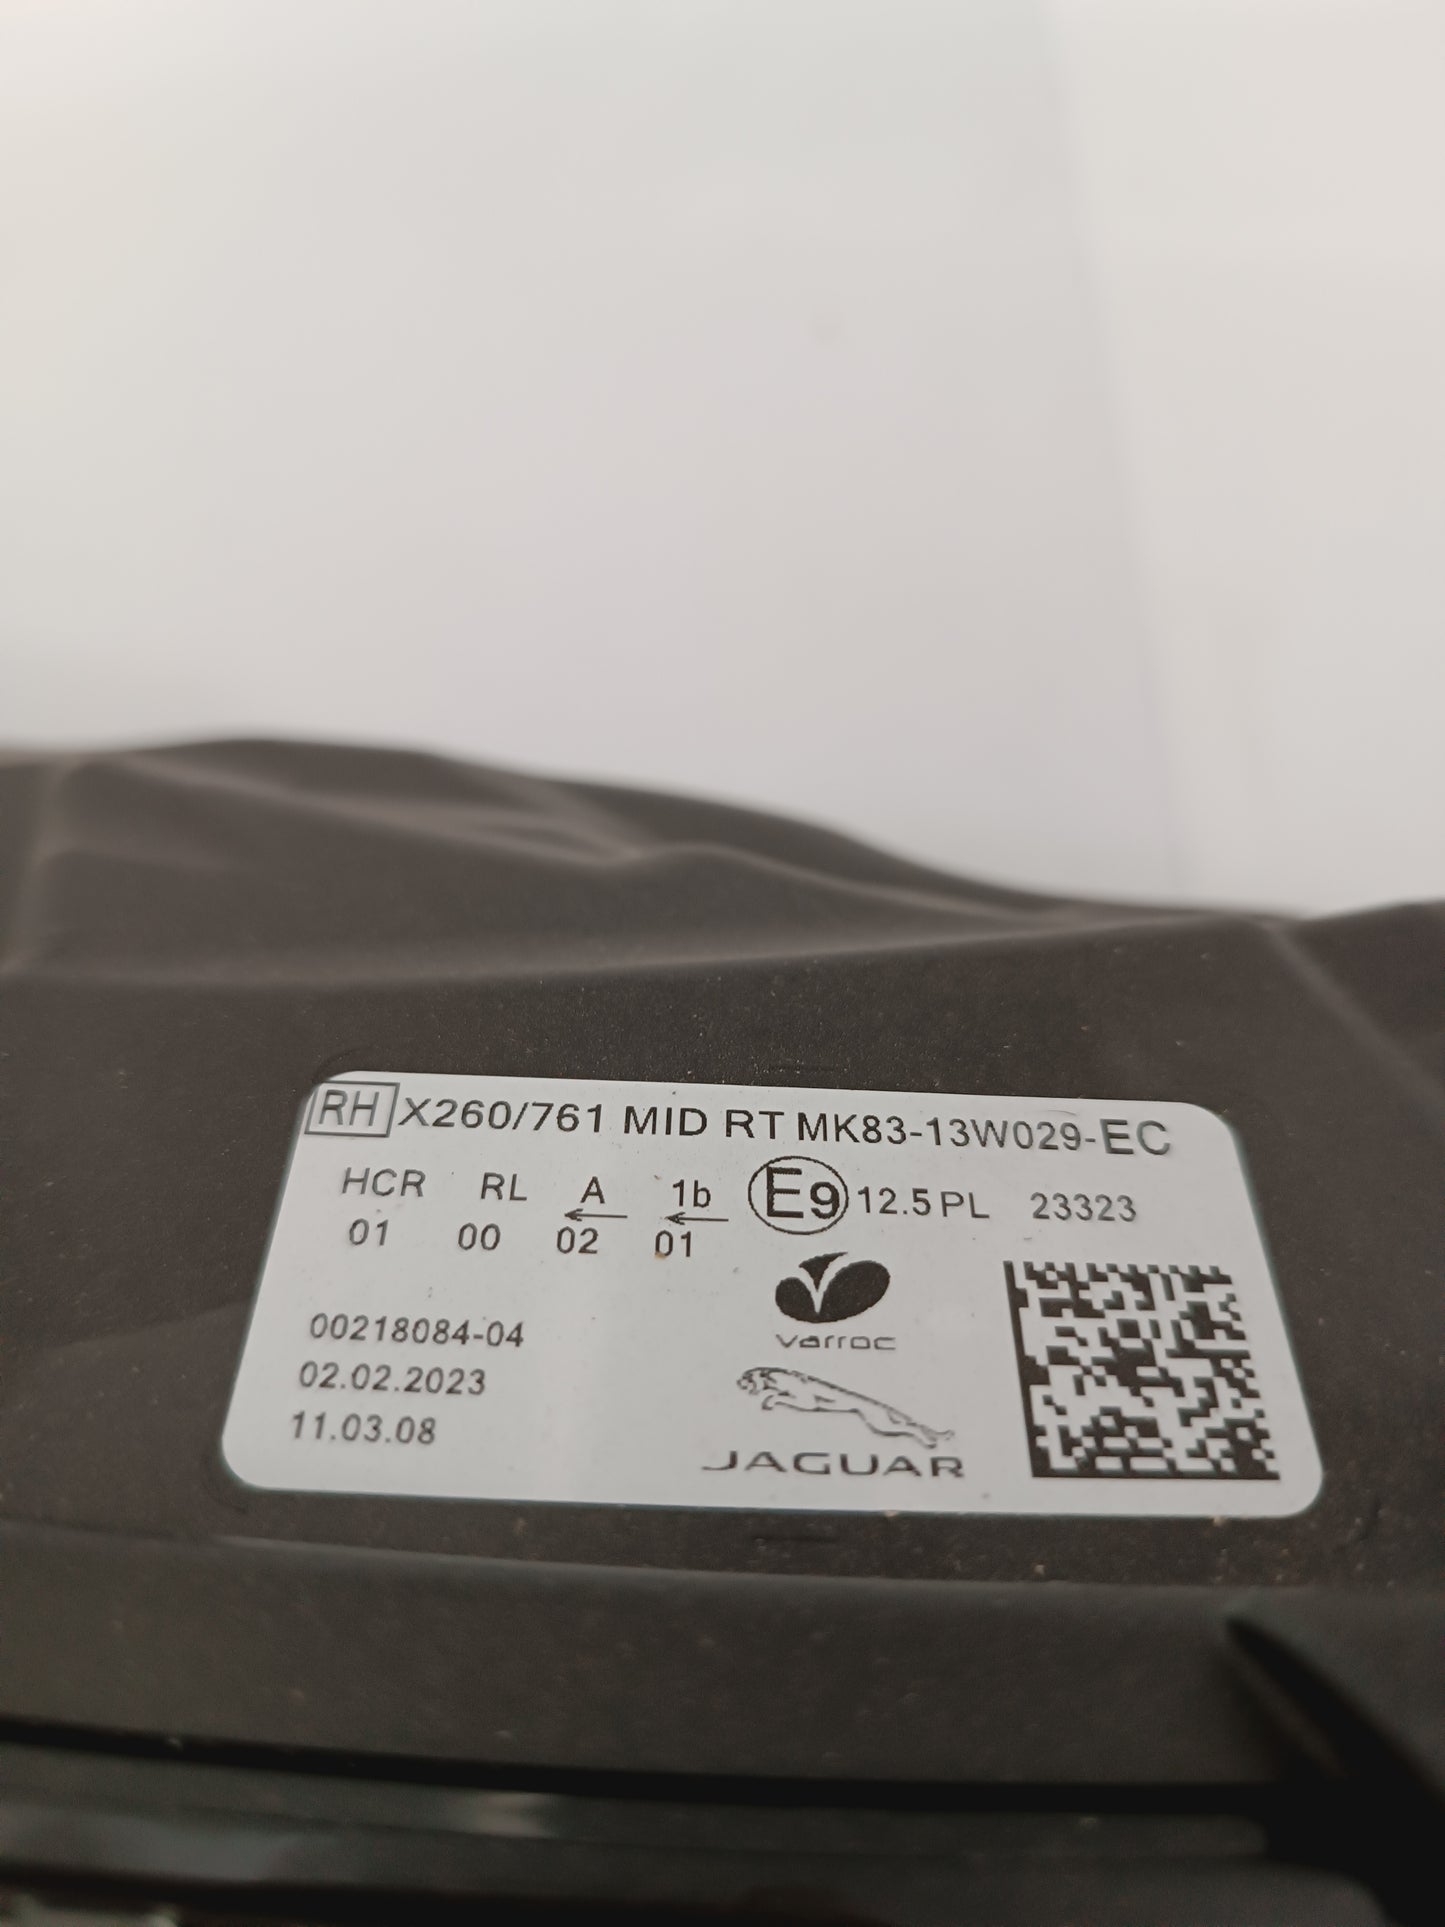 RH X260/761 MID RT MK83-13W029-EC
HCR RL A 1b E9 12.5 PL 23323
01 00 02 01
varroc
00218084-04
02.02.2023
11.03.08
JAGUAR